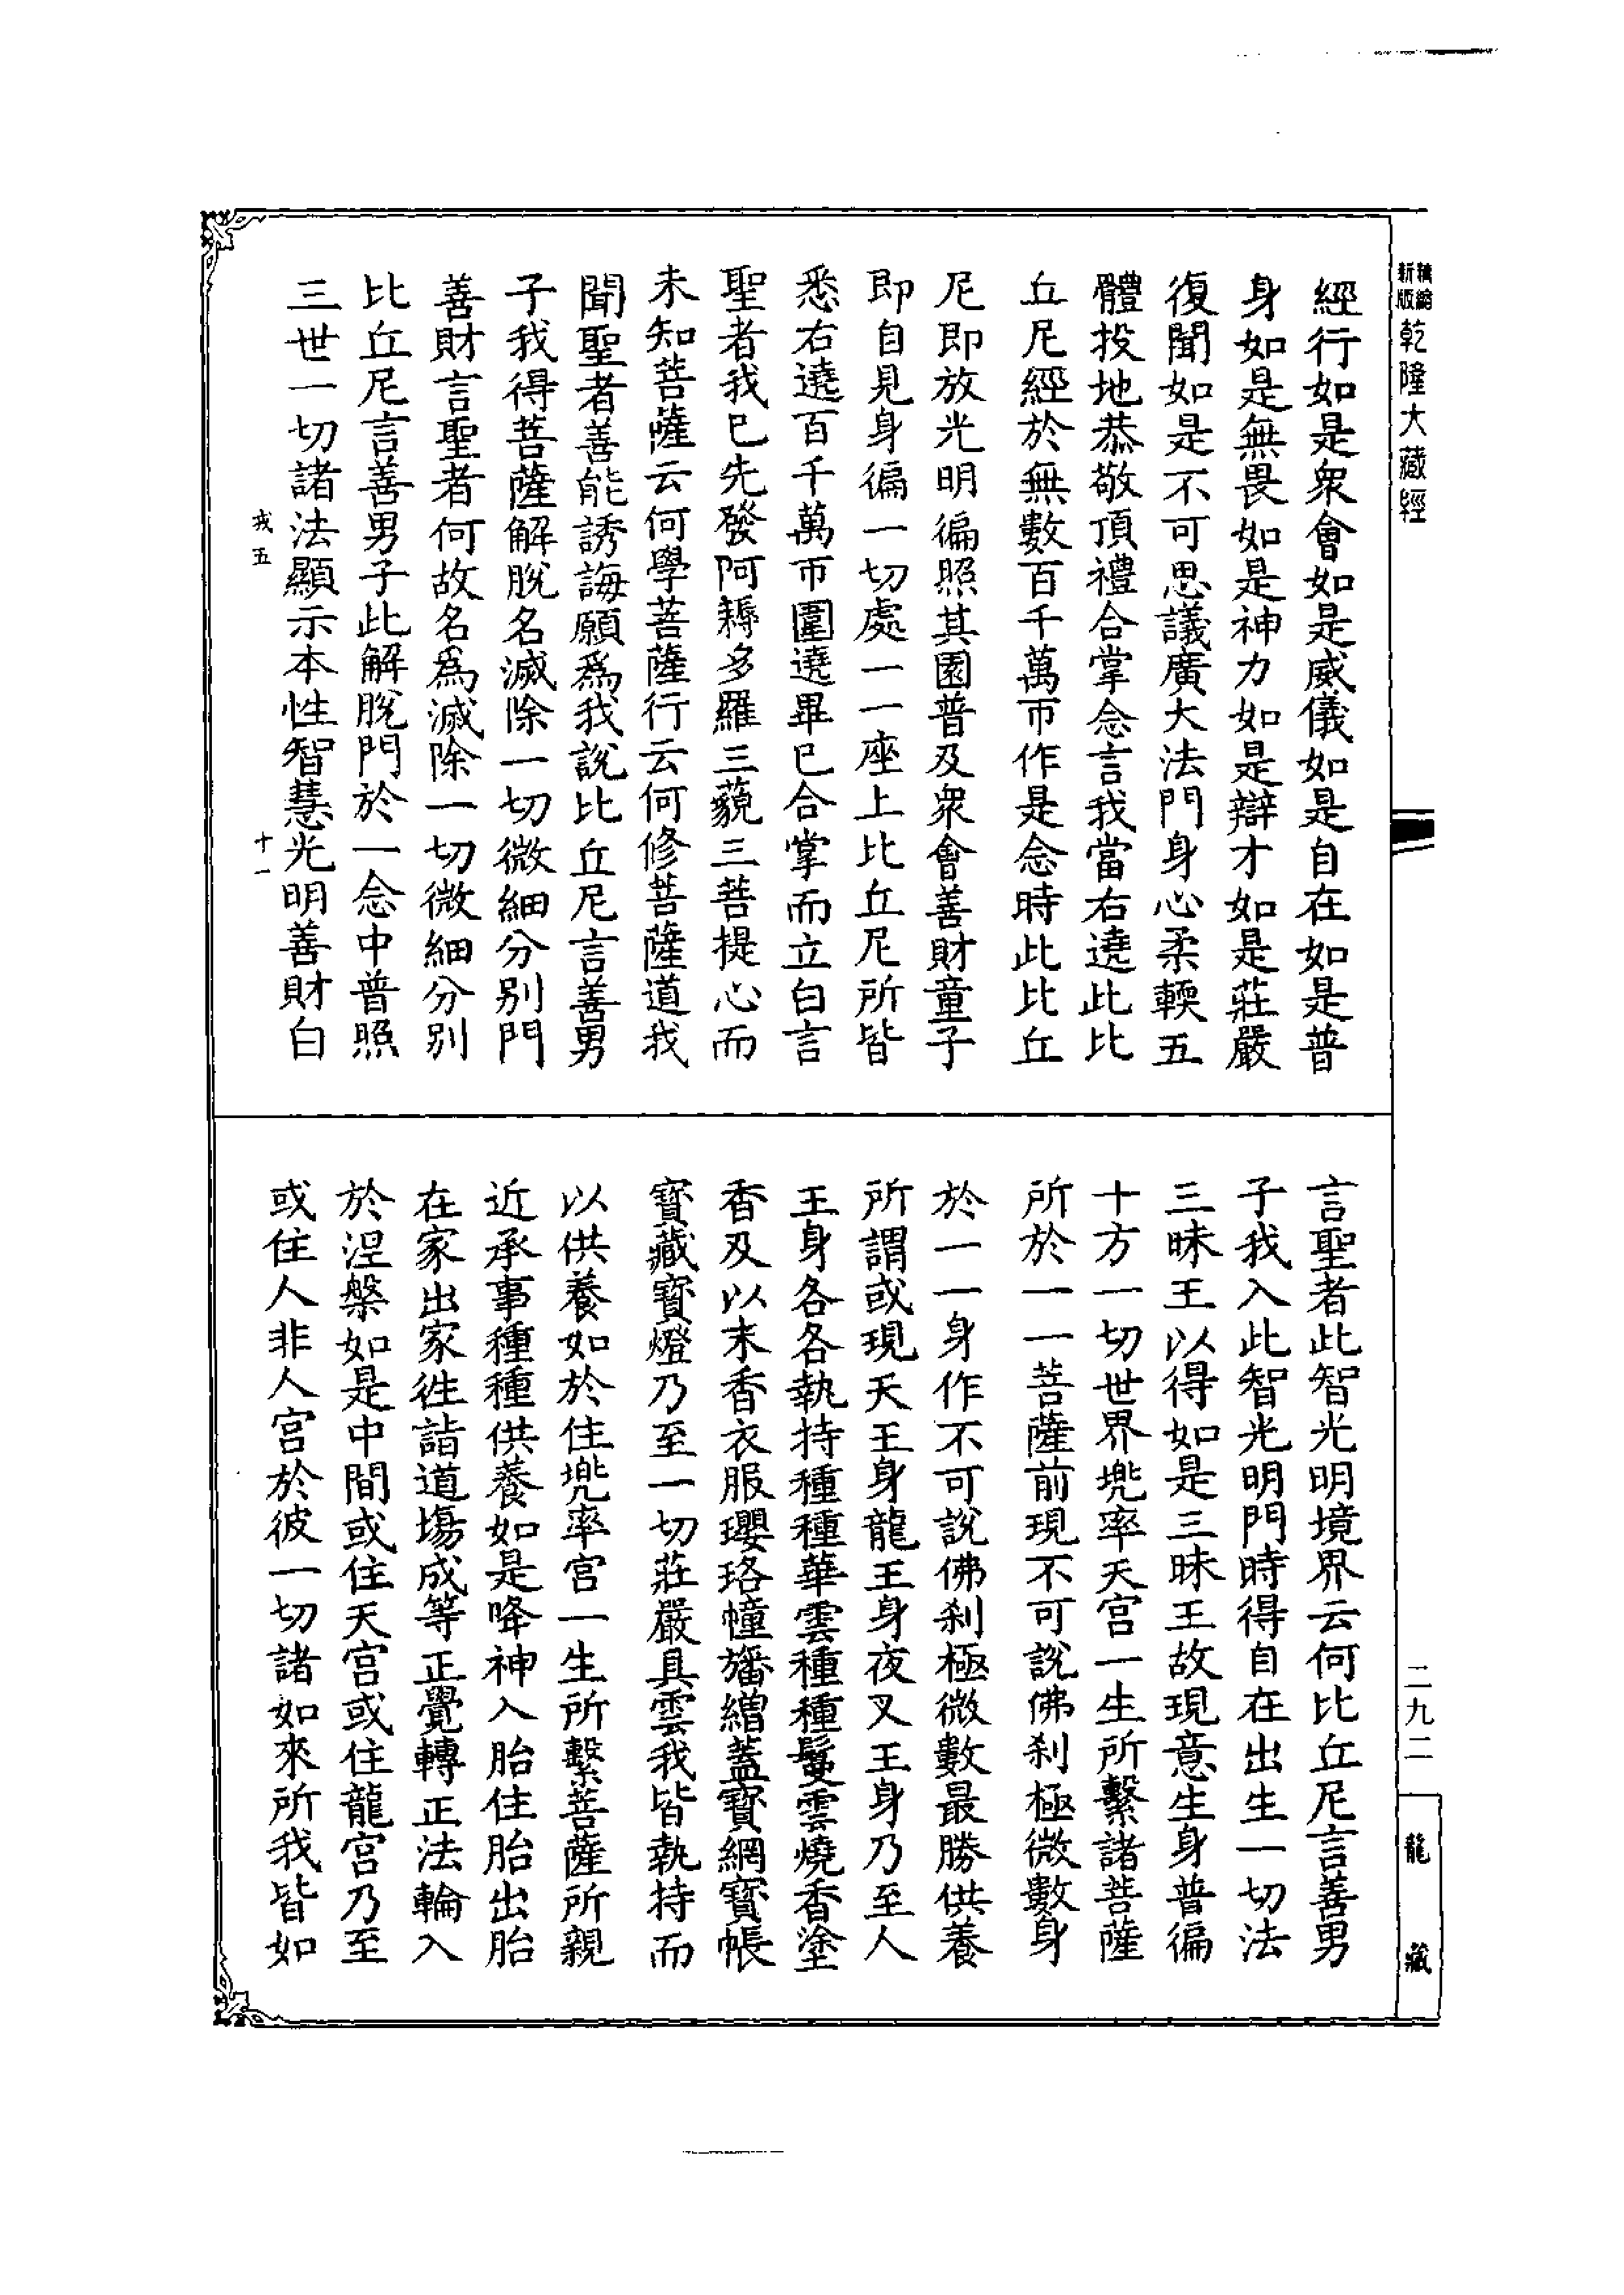 精縮
新版
乾隆大藏經
經行如是衆會如是威儀如是自在如是普
身如是無畏如是神力如是辯才如是莊嚴
復聞如是不可思議廣大法門身心柔輭五
體投地恭敬頂禮合掌念言我當右遶此比
丘尼經於無數百千萬帀作是念時此比丘
尼即放光明徧照其園普及衆會善財童子
即自見身徧一切處一一座上比丘尼所皆
悉右遶百千萬帀圍遶畢已合掌而立白言
聖者我已先發阿耨多羅三藐三菩提心而
未知菩薩云何學菩薩行云何修菩薩道我
聞聖者善能誘誨願爲我說比丘尼言善男
子我得菩薩解脫名滅除一切微細分別門
善財言聖者何故名爲滅除一切微細分別
比丘尼言善男子此解脫門於一念中普照
三世一切諸法顯示本性智慧光明善財白
戎五
十一
言聖者此智光明境界云何比丘尼言善男
子我入此智光明門時得自在出生一切法
三昧王以得如是三昧王故現意生身普徧
十方一切世界兠率天宮一生所繫諸菩薩
所於一一菩薩前現不可說佛刹極微數身
於一一身作不可說佛刹極微數最勝供養
所謂或現天王身龍王身夜叉王身乃至人
王身各各執持種種華雲種種鬘雲燒香塗
香及以末香衣服瓔珞幢旛繒蓋寶網寶帳
寶藏寶燈乃至一切莊嚴具雲我皆執持而
以供養如於住兠率宮一生所繫菩薩所親
近承事種種供養如是降神入胎住胎出胎
在家出家徃詣道塲成等正覺轉正法輪入
於涅槃如是中間或住天宮或住龍宮乃至
或住人非人宮於彼一切諸如來所我皆如
二九二
龍藏